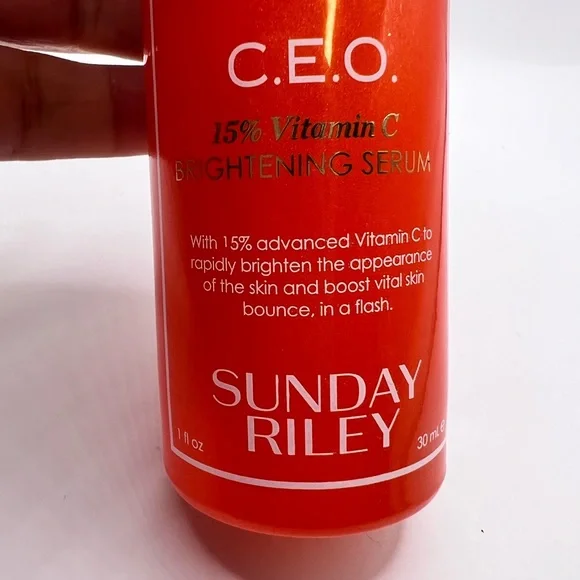 C.E.O.
15% Vitamin C
BRIGHTENING SERUM
With 15% advanced Vitamin C to
rapidly brighten the appearance
of the skin and boost vital skin
bounce, in a flash.
SUNDAY
RILEY
1 fl oz
30 mL e